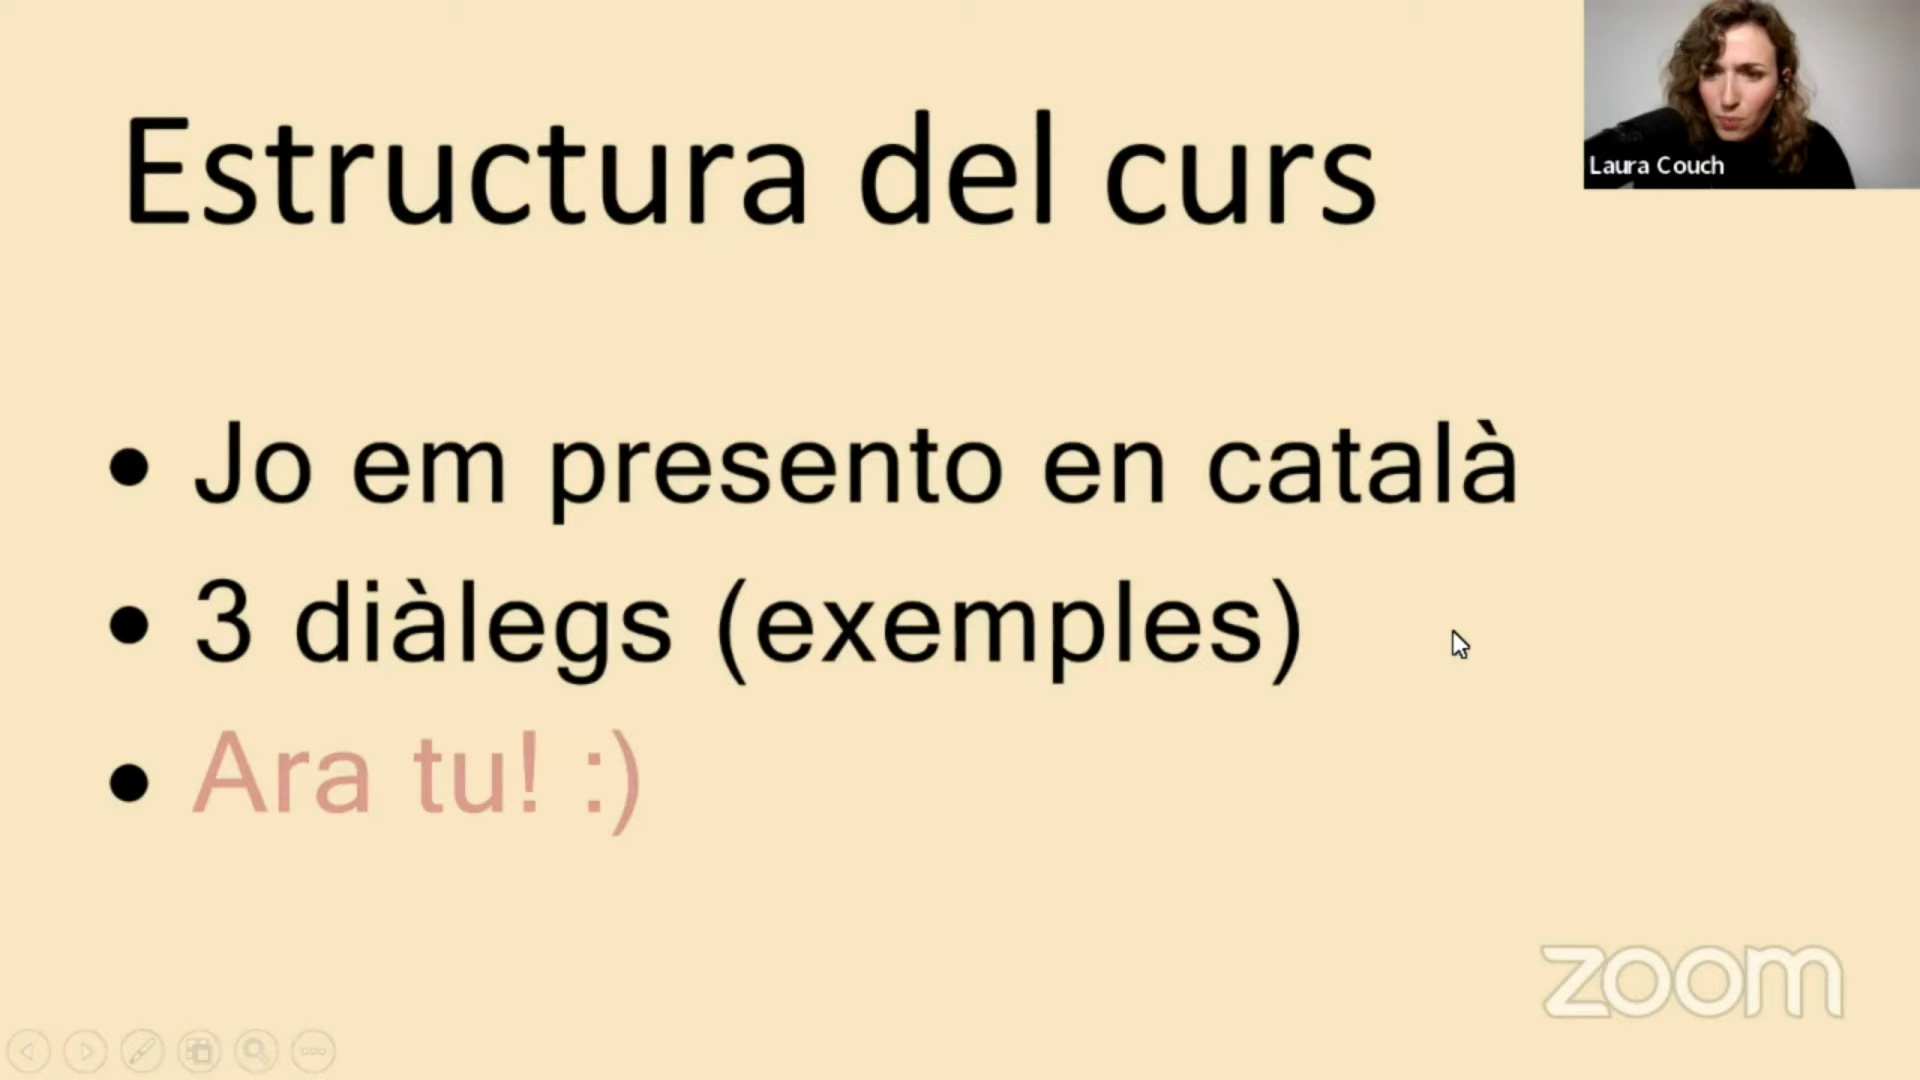 Estructura del curs
Laura Couch
• Jo em presento en català
• 3 diàlegs (exemples)
• Ara tu! :)
zoom